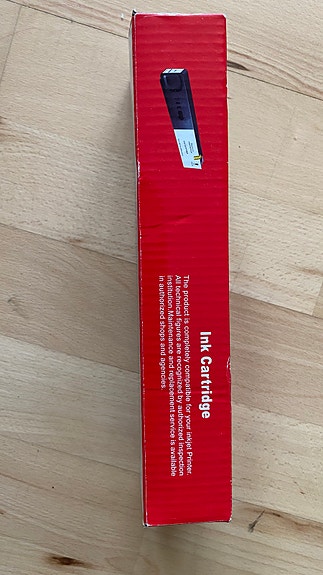 Ink Cartridge
The product is completely compatible for your inkjet Printer.
All technical figures are recognized by authorized inspection
institution.Maintenance and replacement service is available
in authorized shops and agencies.